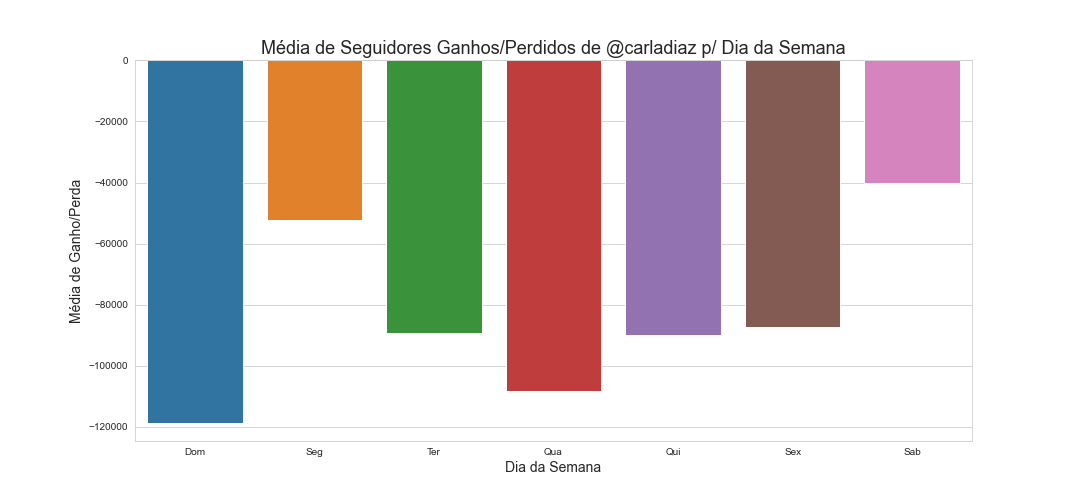 Média de Seguidores Ganhos/Perdidos de @carladiaz p/ Dia da Semana
0
−20000
−40000
−60000
−80000
−100000
−120000
Média de Ganho/Perda
Dom Seg Ter Qua Qui Sex Sab
Dia da Semana